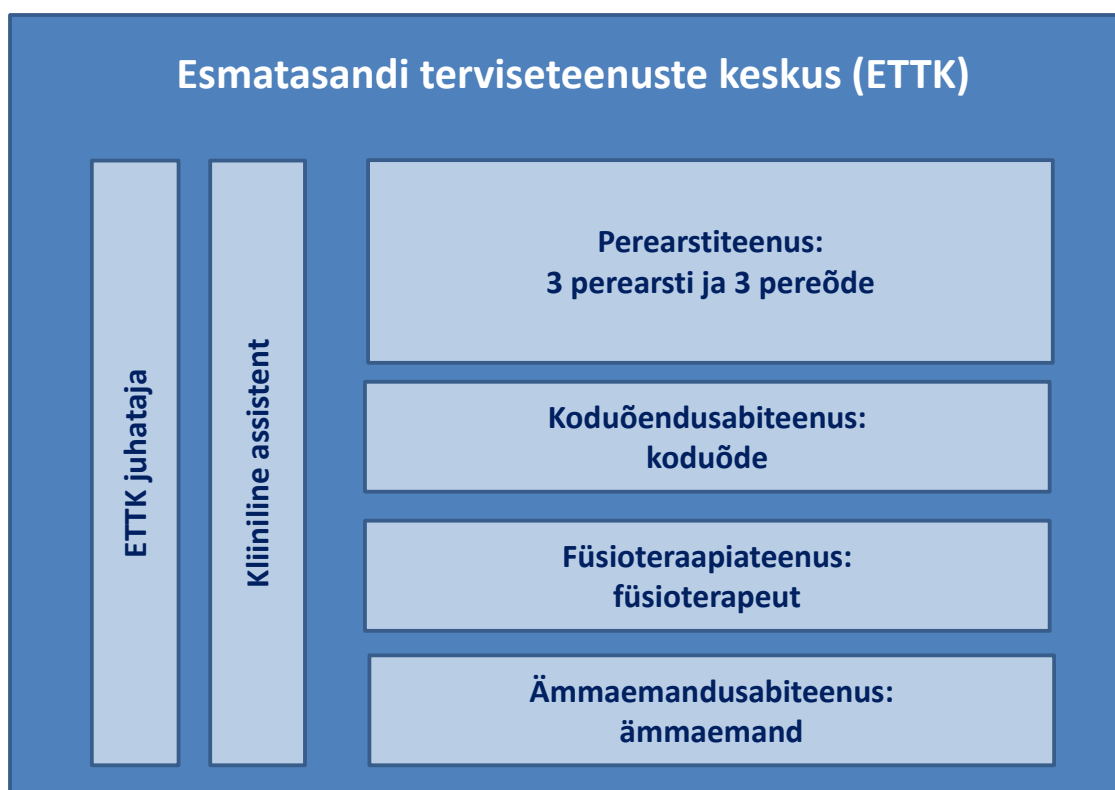 Esmatasandi terviseteenuste keskus (ETTK)
ETTK juhataja
Kliiniline assistent
Perearstiteenus:
3 perearsti ja 3 pereõde
Koduõendusabiteenus:
koduõde
Füsioteraapiateenus:
füsioterapeut
Ämmaemandusabiteenus:
ämmaemand